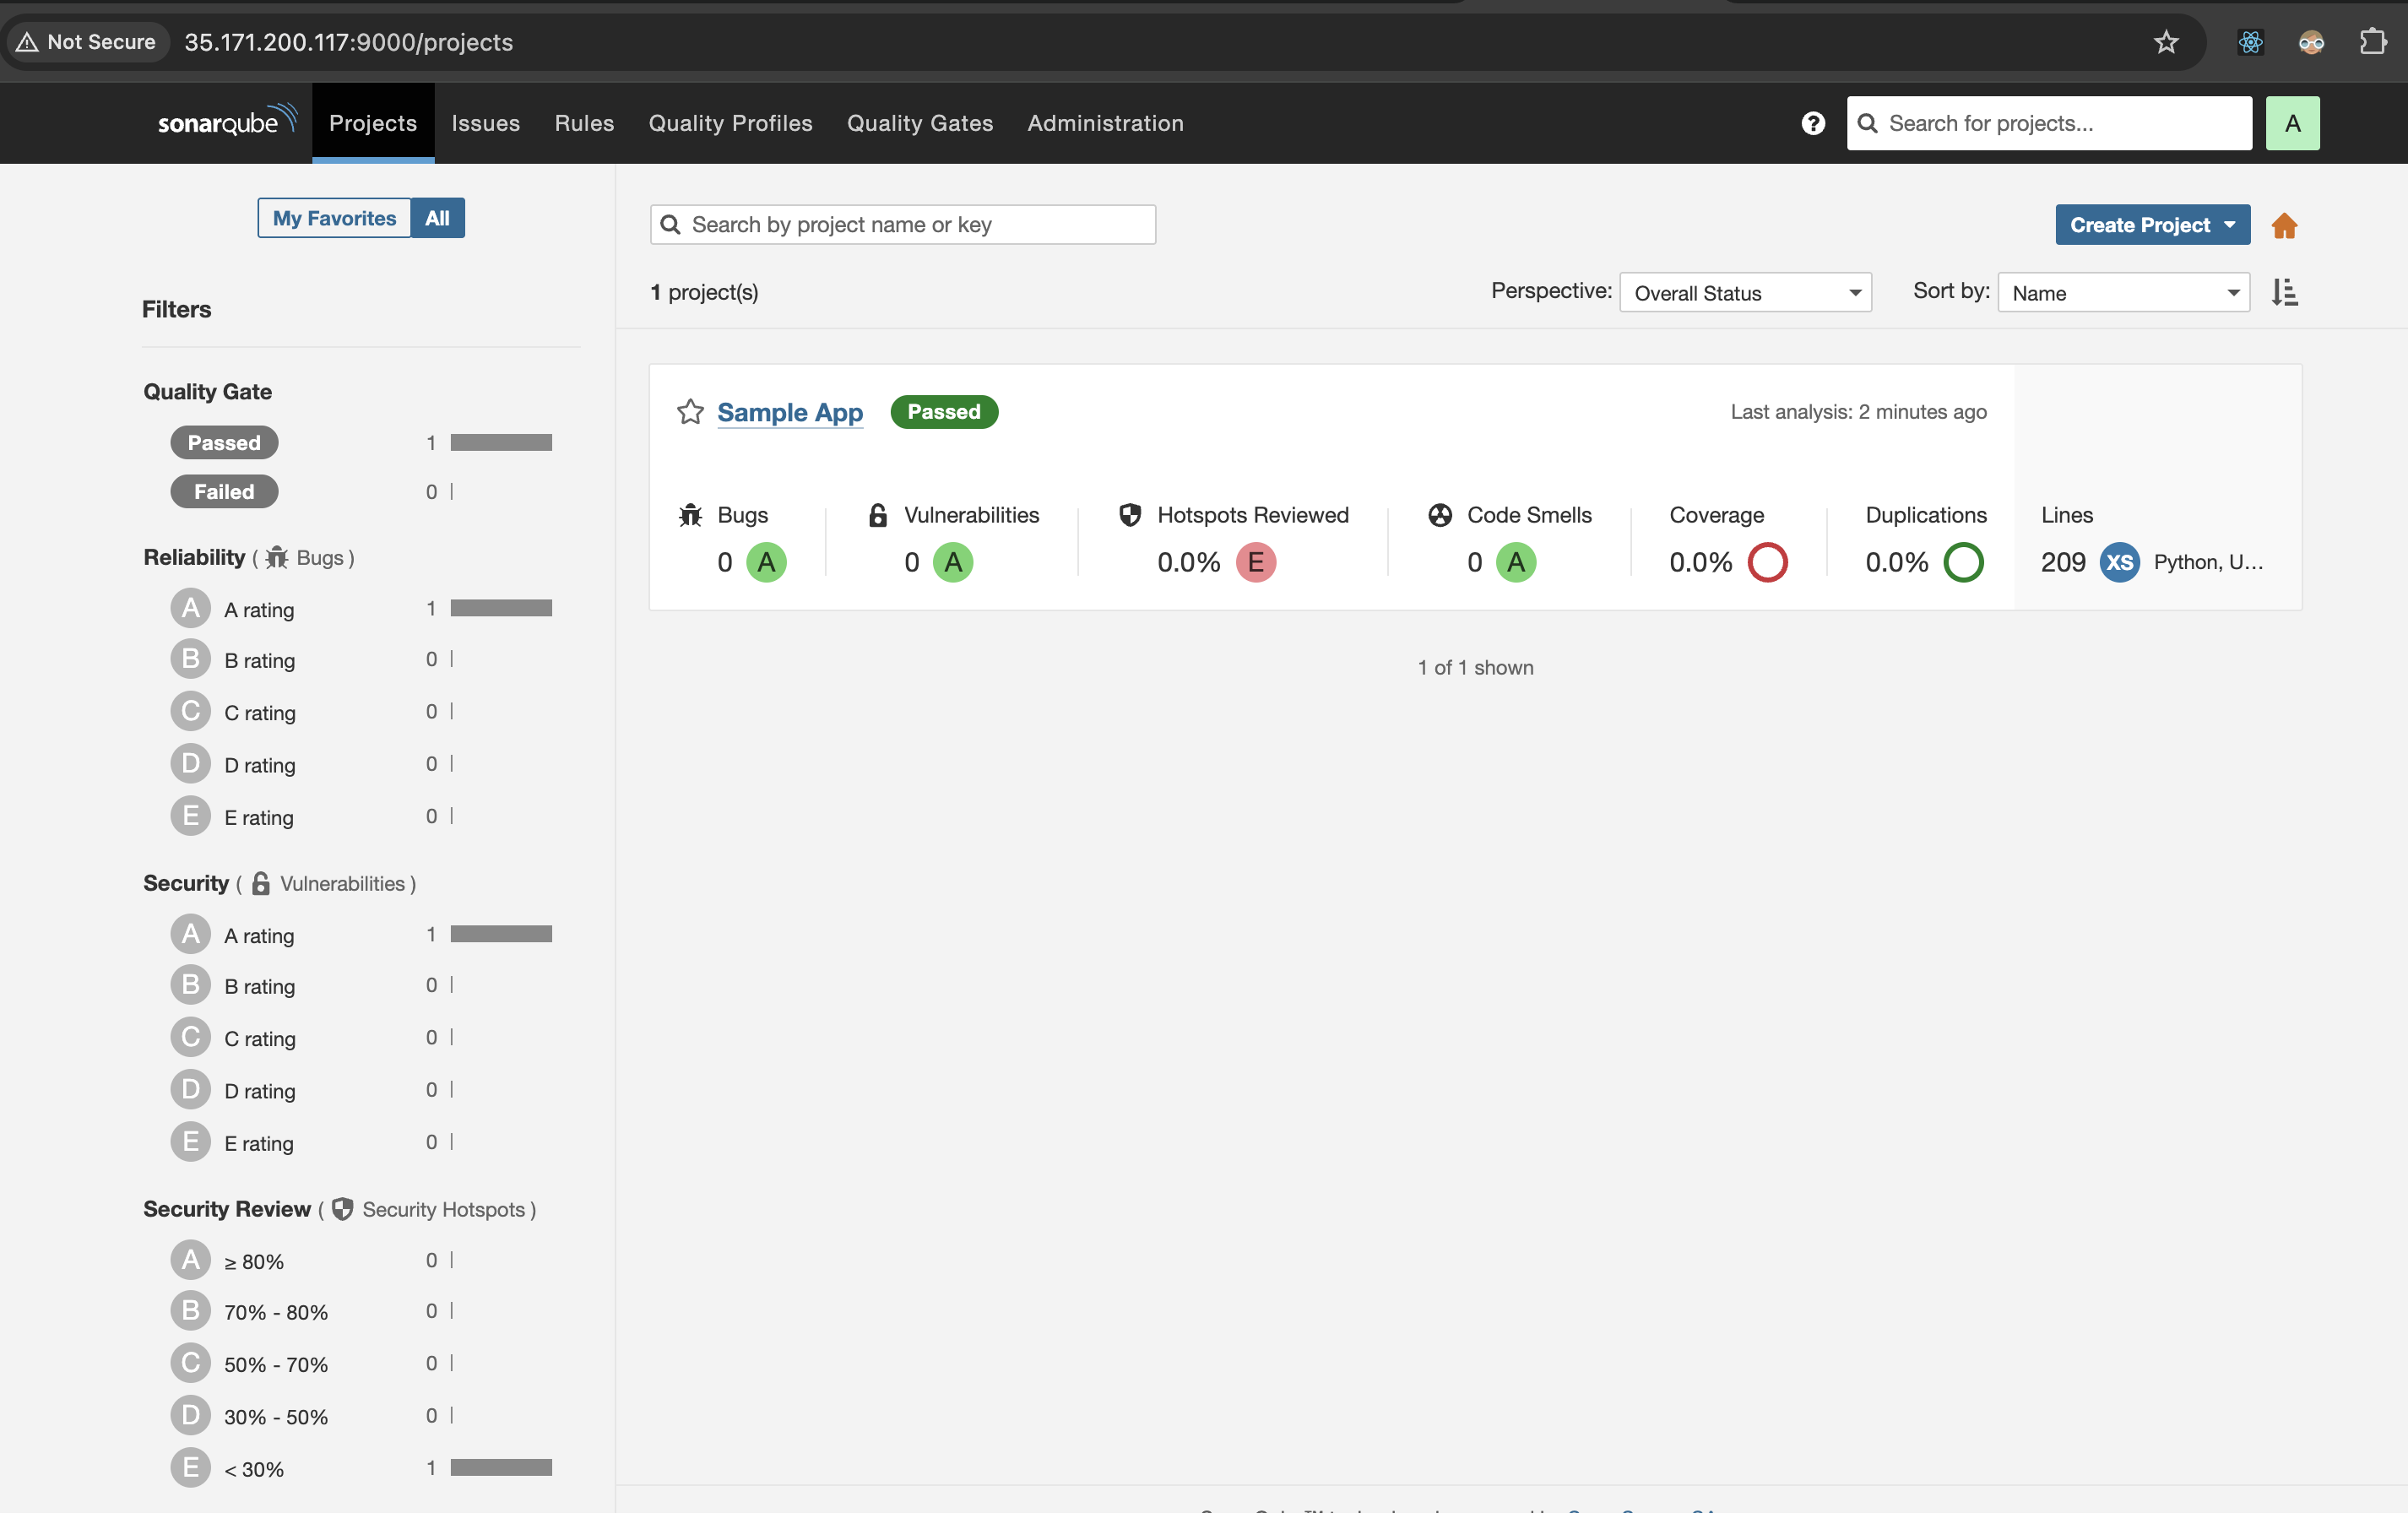 Not Secure 35.171.200.117:9000/projects
sonarqube Projects Issues Rules Quality Profiles Quality Gates Administration ? Search for projects... A
My Favorites All
Search by project name or key
Create Project
1 project(s)
Perspective: Overall Status
Sort by: Name
Filters
Quality Gate
Passed 1
Failed 0
Reliability ( Bugs )
A A rating 1
B B rating 0
C C rating 0
D D rating 0
E E rating 0
Security ( Vulnerabilities )
A A rating 1
B B rating 0
C C rating 0
D D rating 0
E E rating 0
Security Review ( Security Hotspots )
A ≥ 80% 0
B 70% - 80% 0
C 50% - 70% 0
D 30% - 50% 0
E < 30% 1
Sample App Passed Last analysis: 2 minutes ago
Bugs Vulnerabilities Hotspots Reviewed Code Smells Coverage Duplications Lines
0 A 0 A 0.0% E 0 A 0.0% 0.0% 209 XS Python, U...
1 of 1 shown